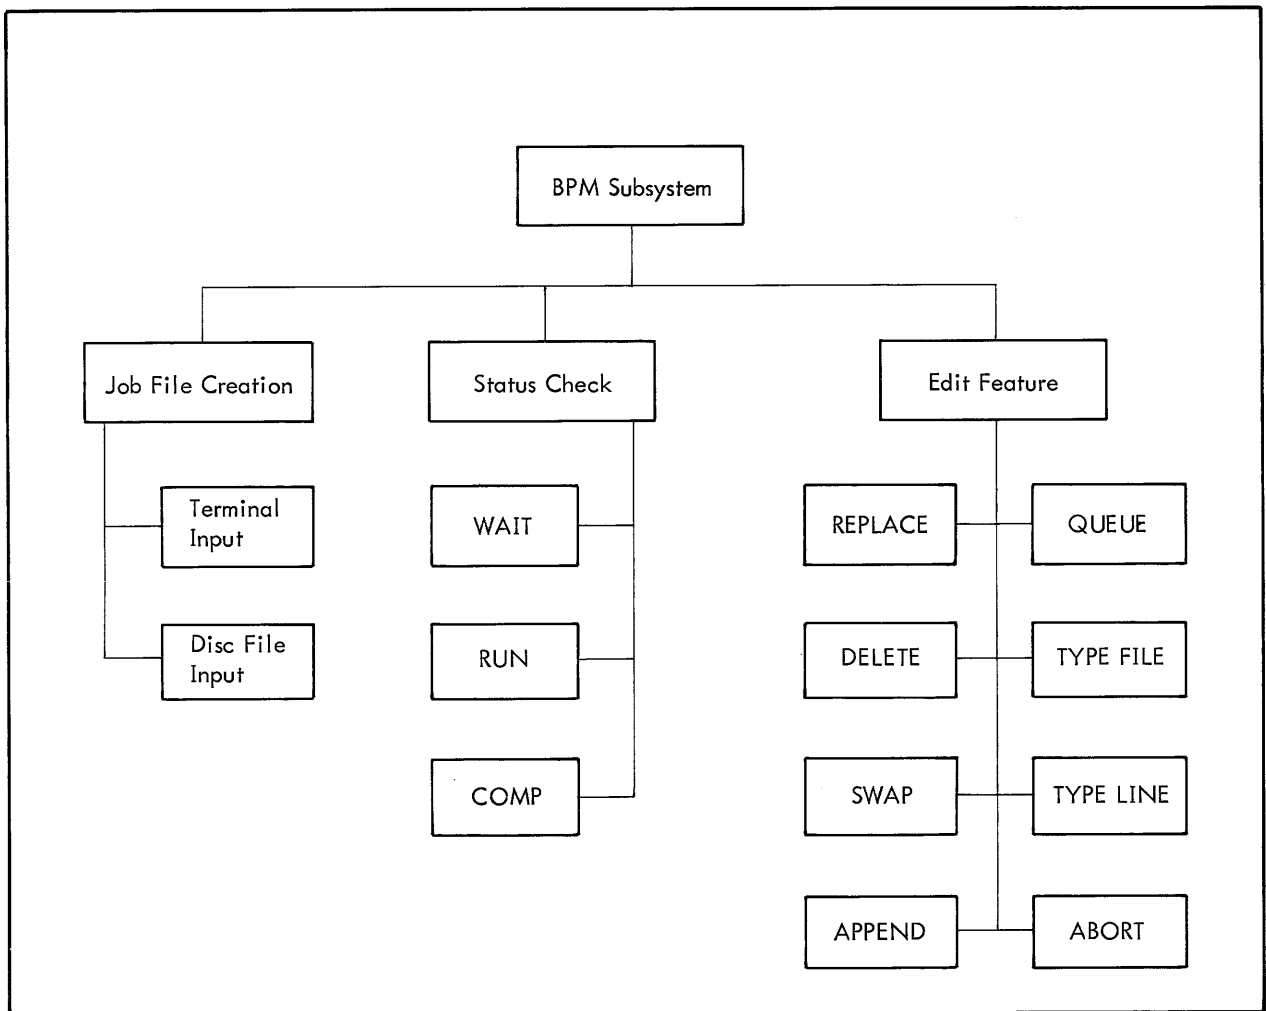 BPM Subsystem
Job File Creation
Status Check
Edit Feature
Terminal
Input
WAIT
REPLACE
QUEUE
Disc File
Input
RUN
DELETE
TYPE FILE
COMP
SWAP
TYPE LINE
APPEND
ABORT